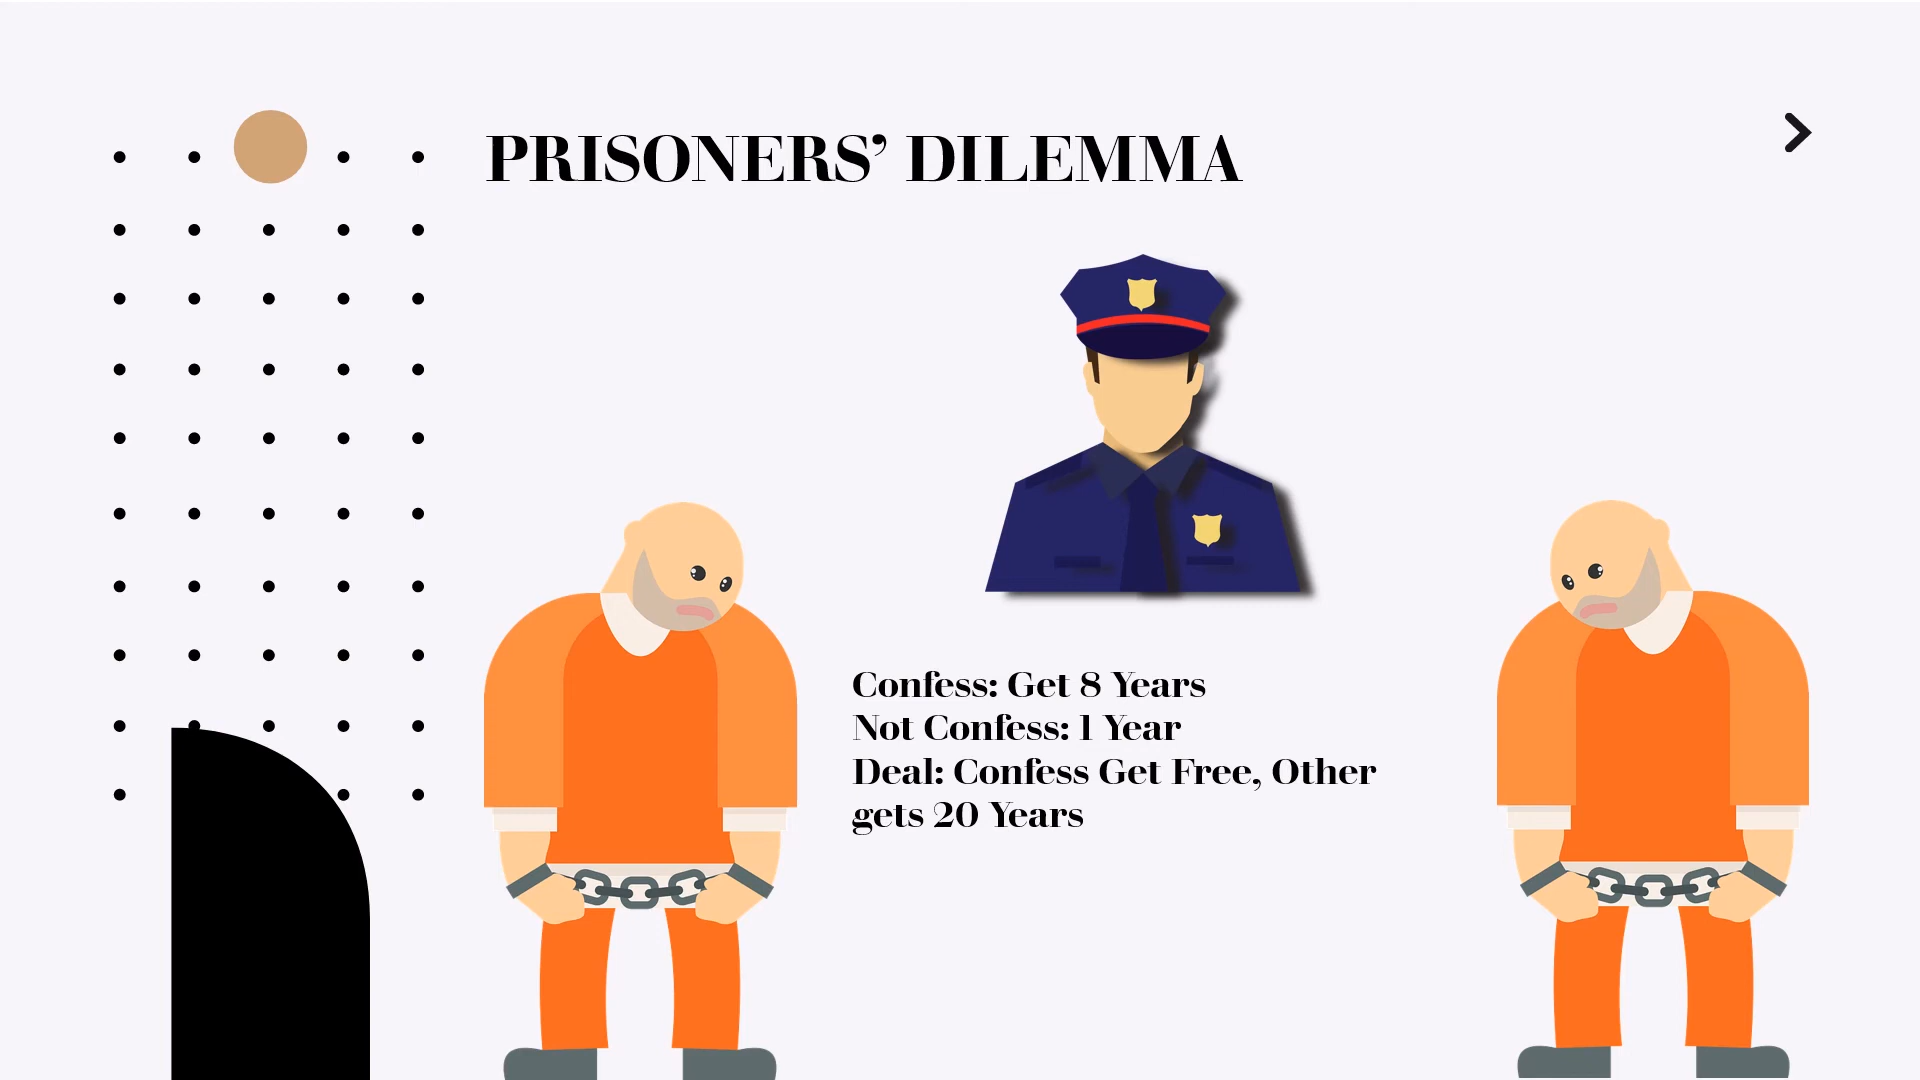 PRISONERS’ DILEMMA
Confess: Get 8 Years
Not Confess: 1 Year
Deal: Confess Get Free, Other
gets 20 Years